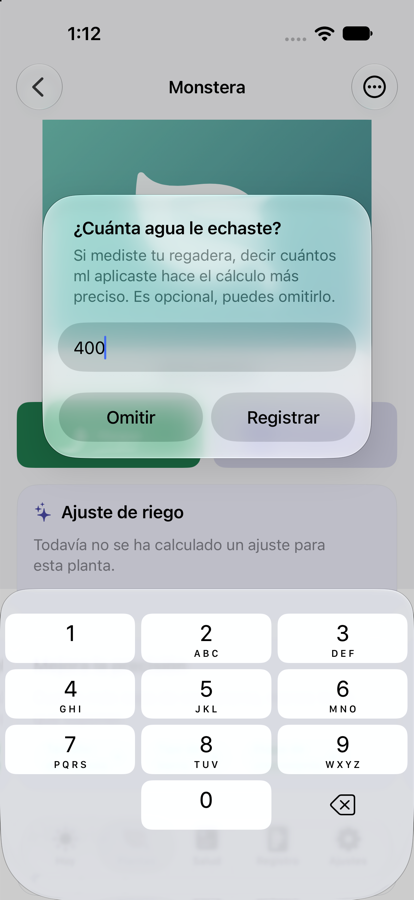 1:12
Monstera
¿Cuánta agua le echaste?
Si mediste tu regadera, decir cuántos
ml aplicaste hace el cálculo más
preciso. Es opcional, puedes omitirlo.
400
Omitir
Registrar
Ajuste de riego
Todavía no se ha calculado un ajuste para
esta planta.
1
2
ABC
3
DEF
4
GHI
5
JKL
6
MNO
7
PQRS
8
TUV
9
WXYZ
0